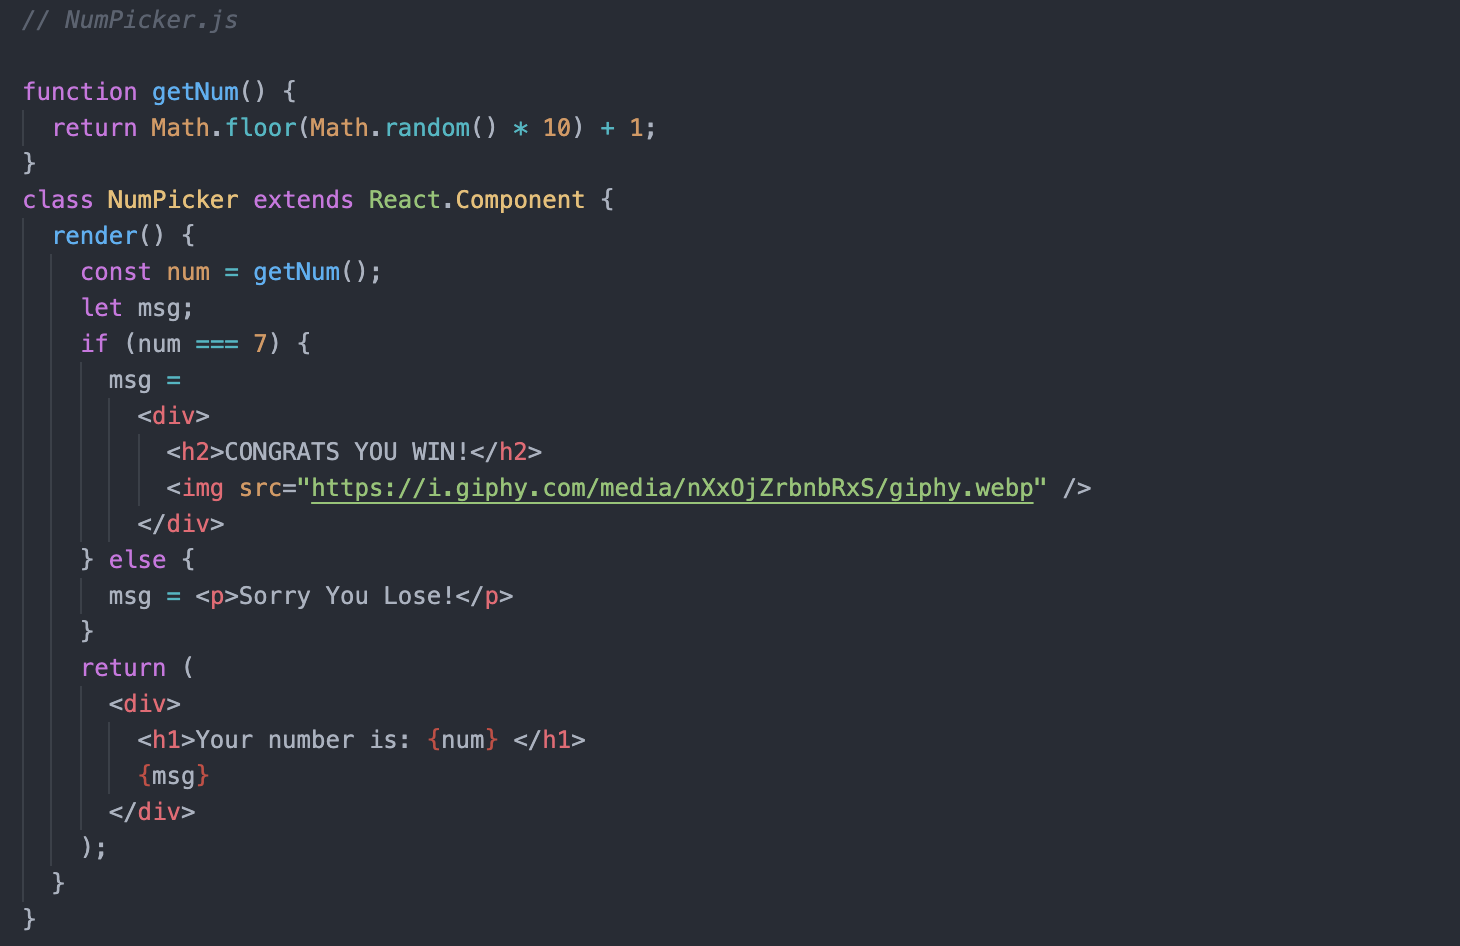 // NumPicker.js
function getNum() {
return Math.floor(Math.random() * 10) + 1;
}
class NumPicker extends React.Component {
render() {
const num = getNum();
let msg;
if (num === 7) {
msg =
<div>
<h2>CONGRATS YOU WIN!</h2>
<img src="https://i.giphy.com/media/nXxOjZrbnbRxS/giphy.webp" />
</div>
} else {
msg = <p>Sorry You Lose!</p>
}
return (
<div>
<h1>Your number is: {num} </h1>
{msg}
</div>
);
}
}